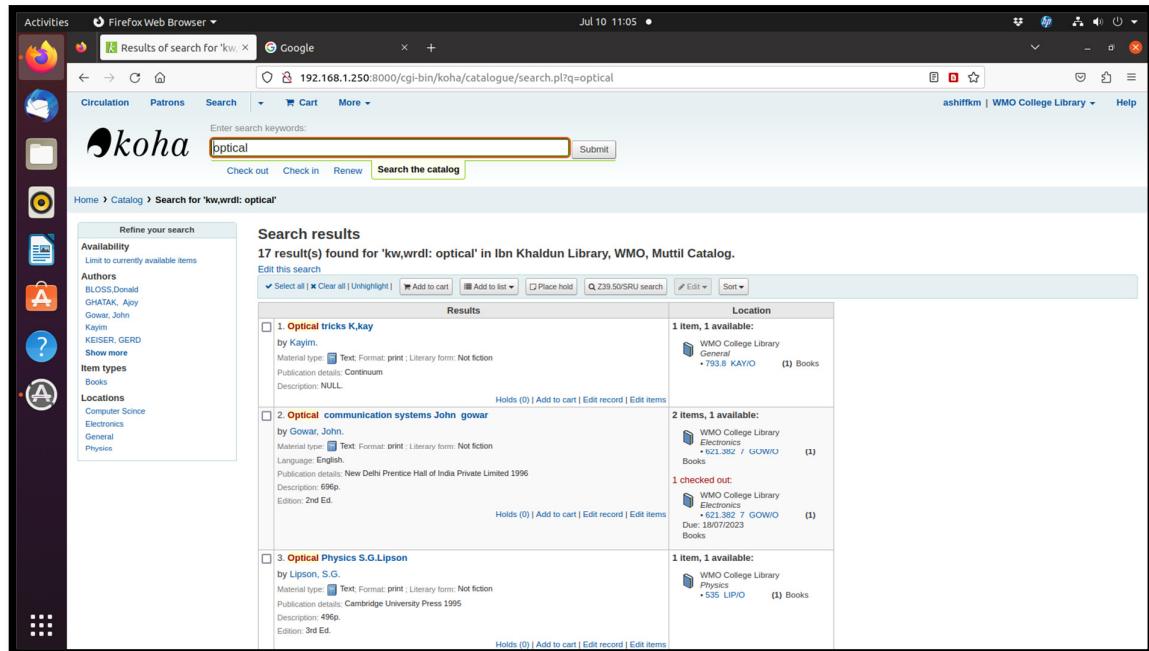 Activities Firefox Web Browser Jul 10 11:05
Results of search for 'kw, × Google × +
192.168.1.250:8000/cgi-bin/koha/catalogue/search.pl?q=optical
Circulation Patrons Search Cart More ashiffkm | WMO College Library Help
Enter search keywords:
koha
optical Submit
Check out Check in Renew Search the catalog
Home › Catalog › Search for 'kw,wrdl: optical'
Refine your search
Availability
Limit to currently available items
Authors
BLOSS,Donald
GHATAK, Ajoy
Gowar, John
Kayim
KEISER, GERD
Show more
Item types
Books
Locations
Computer Scince
Electronics
General
Physics
Search results
17 result(s) found for 'kw,wrdl: optical' in Ibn Khaldun Library, WMO, Muttil Catalog.
Edit this search
Select all | Clear all | Unhighlight | Add to cart Add to list Place hold Z39.50/SRU search Edit Sort
Results Location
1. Optical tricks K,kay
by Kayim.
Material type: Text; Format: print ; Literary form: Not fiction
Publication details: Continuum
Description: NULL.
Holds (0) | Add to cart | Edit record | Edit items
1 item, 1 available:
WMO College Library
General
• 793.8 KAY/O (1) Books
2. Optical communication systems John gowar
by Gowar, John.
Material type: Text; Format: print ; Literary form: Not fiction
Language: English.
Publication details: New Delhi Prentice Hall of India Private Limited 1996
Description: 696p.
Edition: 2nd Ed.
Holds (0) | Add to cart | Edit record | Edit items
2 items, 1 available:
WMO College Library
Electronics
• 621.382 7 GOW/O (1)
Books
1 checked out:
WMO College Library
Electronics
• 621.382 7 GOW/O (1)
Due: 18/07/2023
Books
3. Optical Physics S.G.Lipson
by Lipson, S.G.
Material type: Text; Format: print ; Literary form: Not fiction
Publication details: Cambridge University Press 1995
Description: 496p.
Edition: 3rd Ed.
Holds (0) | Add to cart | Edit record | Edit items
1 item, 1 available:
WMO College Library
Physics
• 535 LIP/O (1) Books